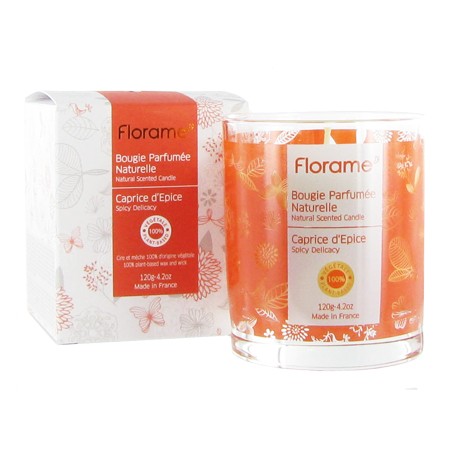 Florame
Bougie Parfumée
Naturelle
Natural Scented Candle
Caprice d'Epice
Spicy Delicacy
100%
Cire et mèche 100% d'origine végétale
100% plant-based wax and wick
120g-4.2oz
Made in France
Florame
Bougie Parfumée
Naturelle
Natural Scented Candle
Caprice d'Epice
Spicy Delicacy
100%
120g-4.2oz
Made in France